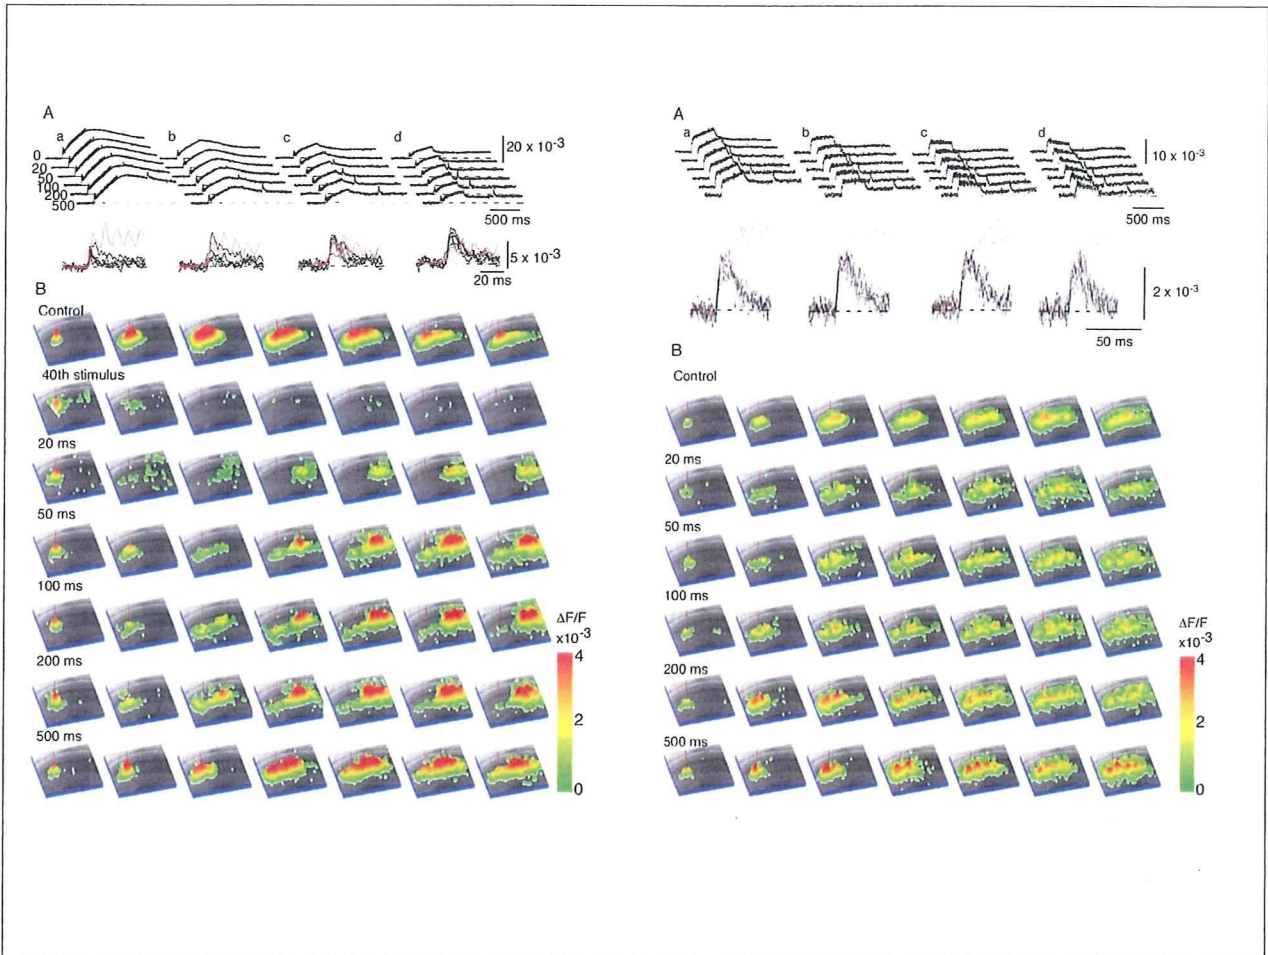 A
a b c d
20 x 10-3
0
20
50
100
200
500
500 ms
5 x 10-3
20 ms
B
Control
40th stimulus
20 ms
50 ms
100 ms
200 ms
500 ms
ΔF/F
x10-3
4
2
0
A
a b c d
10 x 10-3
500 ms
2 x 10-3
50 ms
B
Control
20 ms
50 ms
100 ms
200 ms
500 ms
ΔF/F
x10-3
4
2
0